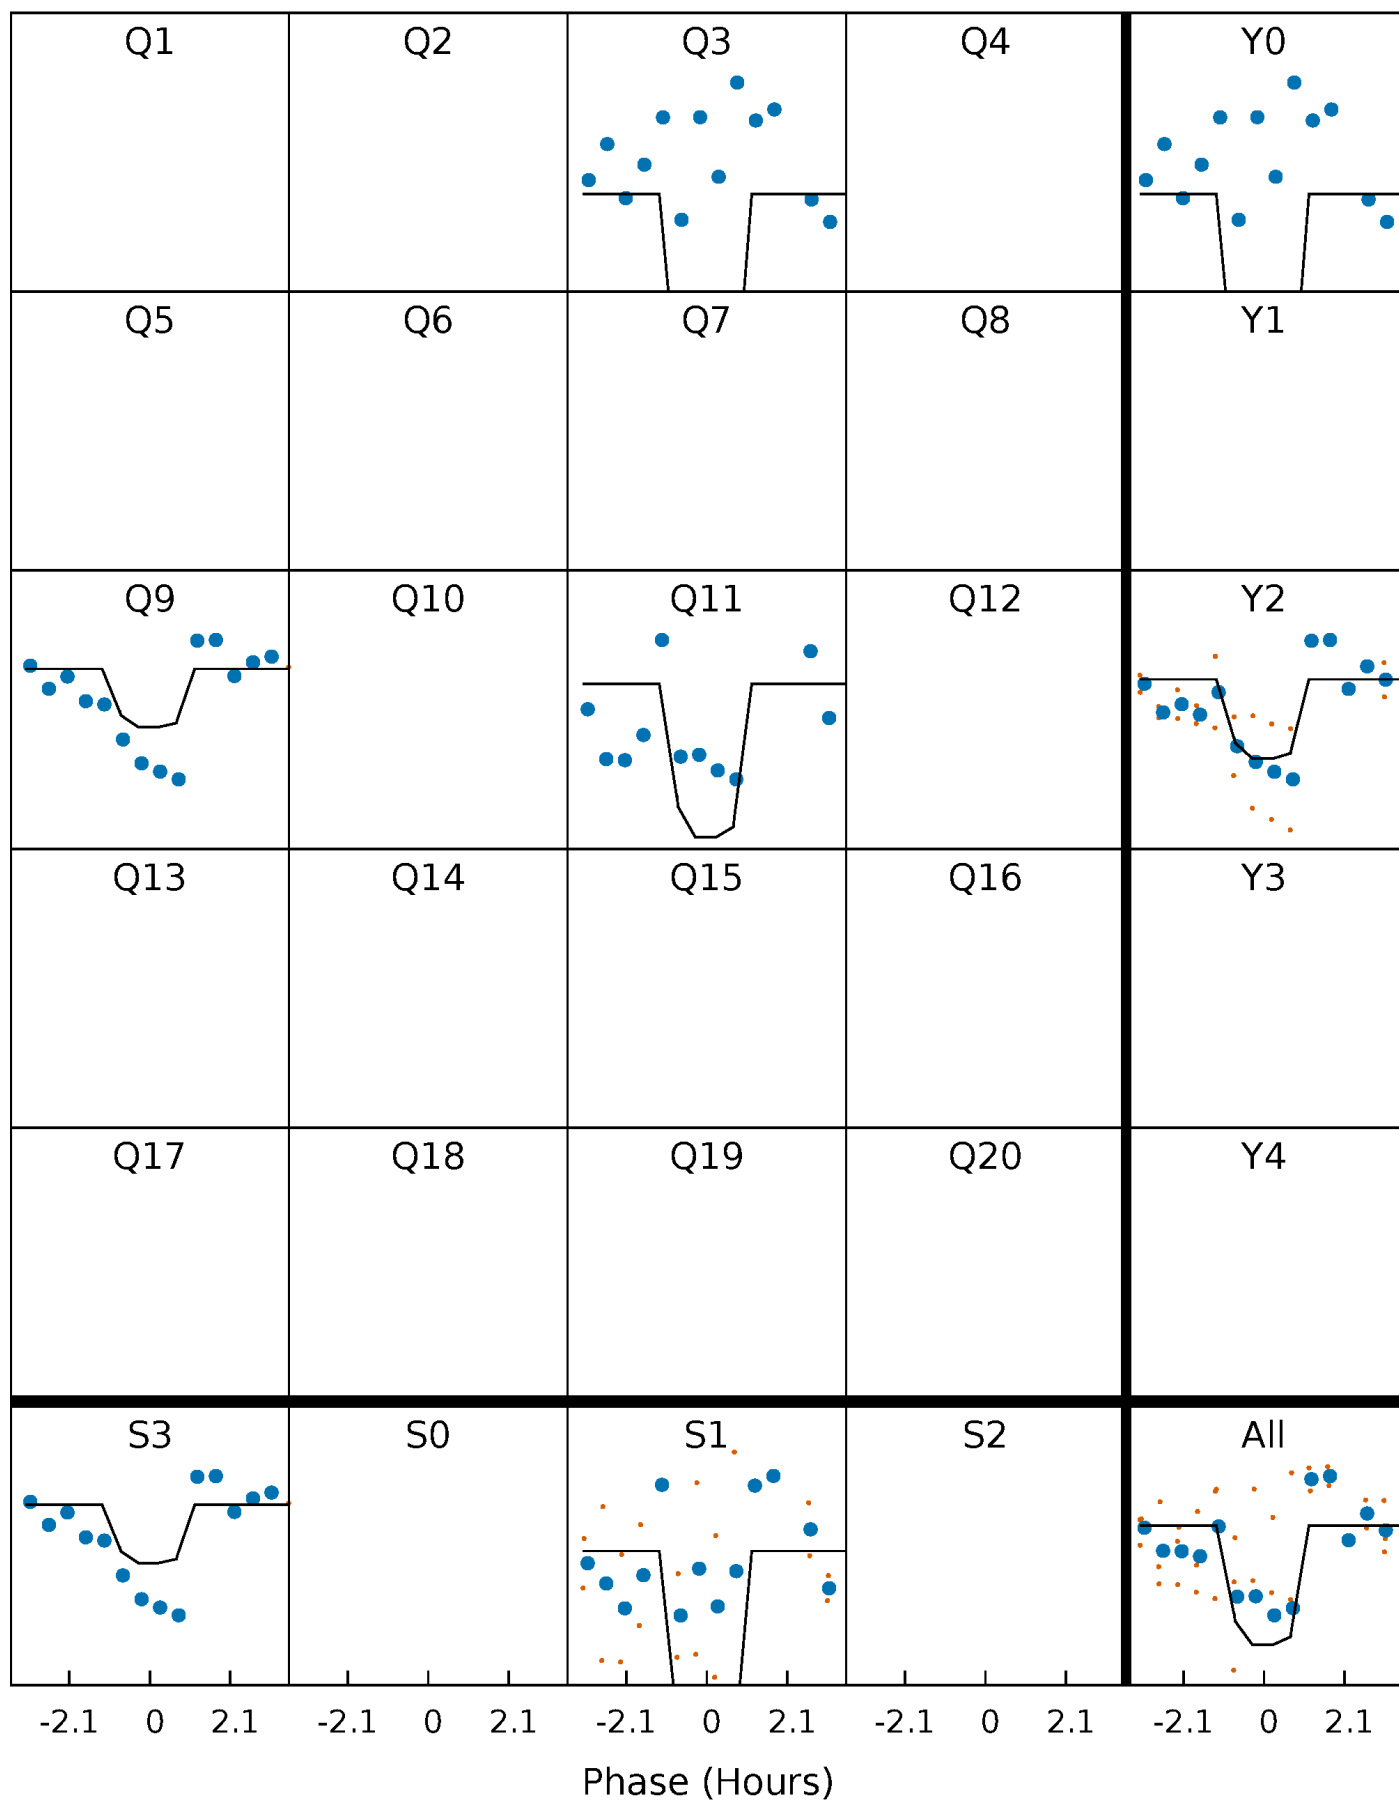 Q1 Q2 Q3 Q4 Y0
Q5 Q6 Q7 Q8 Y1
Q9 Q10 Q11 Q12 Y2
Q13 Q14 Q15 Q16 Y3
Q17 Q18 Q19 Q20 Y4
S3 S0 S1 S2 All
-2.1 0 2.1 -2.1 0 2.1 -2.1 0 2.1 -2.1 0 2.1 -2.1 0 2.1
Phase (Hours)